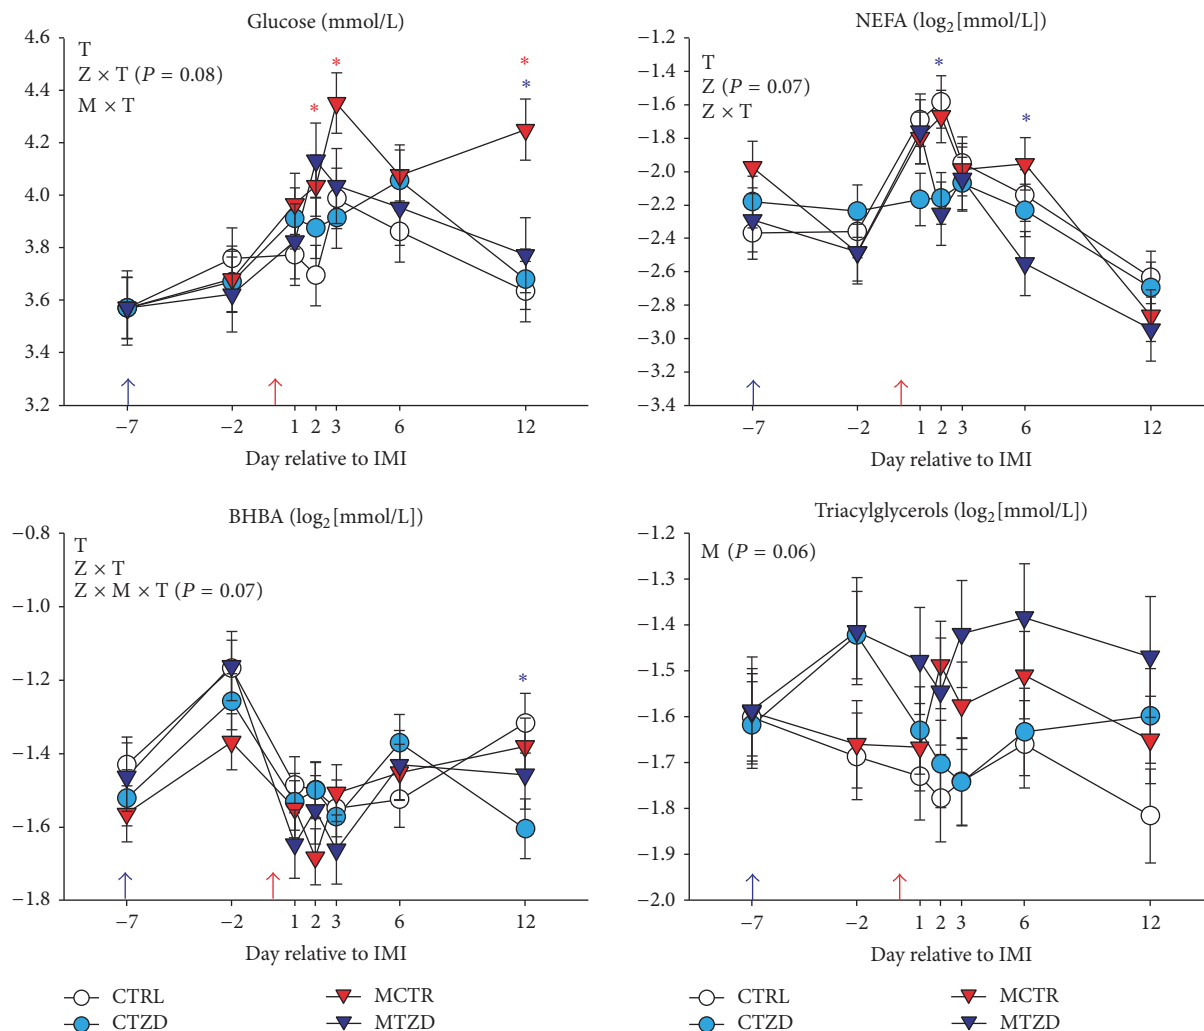 Glucose (mmol/L)
4.6
4.4
4.2
4.0
3.8
3.6
3.4
3.2
T
Z × T (P = 0.08)
M × T
* * * *
*
−7 −2 1 2 3 6 12
Day relative to IMI
NEFA (log₂[mmol/L])
−1.2
−1.4
−1.6
−1.8
−2.0
−2.2
−2.4
−2.6
−2.8
−3.0
−3.2
−3.4
T
Z (P = 0.07)
Z × T
* *
−7 −2 1 2 3 6 12
Day relative to IMI
BHBA (log₂[mmol/L])
−0.8
−1.0
−1.2
−1.4
−1.6
−1.8
T
Z × T
Z × M × T (P = 0.07)
*
−7 −2 1 2 3 6 12
Day relative to IMI
Triacylglycerols (log₂[mmol/L])
−1.2
−1.3
−1.4
−1.5
−1.6
−1.7
−1.8
−1.9
−2.0
M (P = 0.06)
−7 −2 1 2 3 6 12
Day relative to IMI
CTRL MCTR
CTZD MTZD
CTRL MCTR
CTZD MTZD